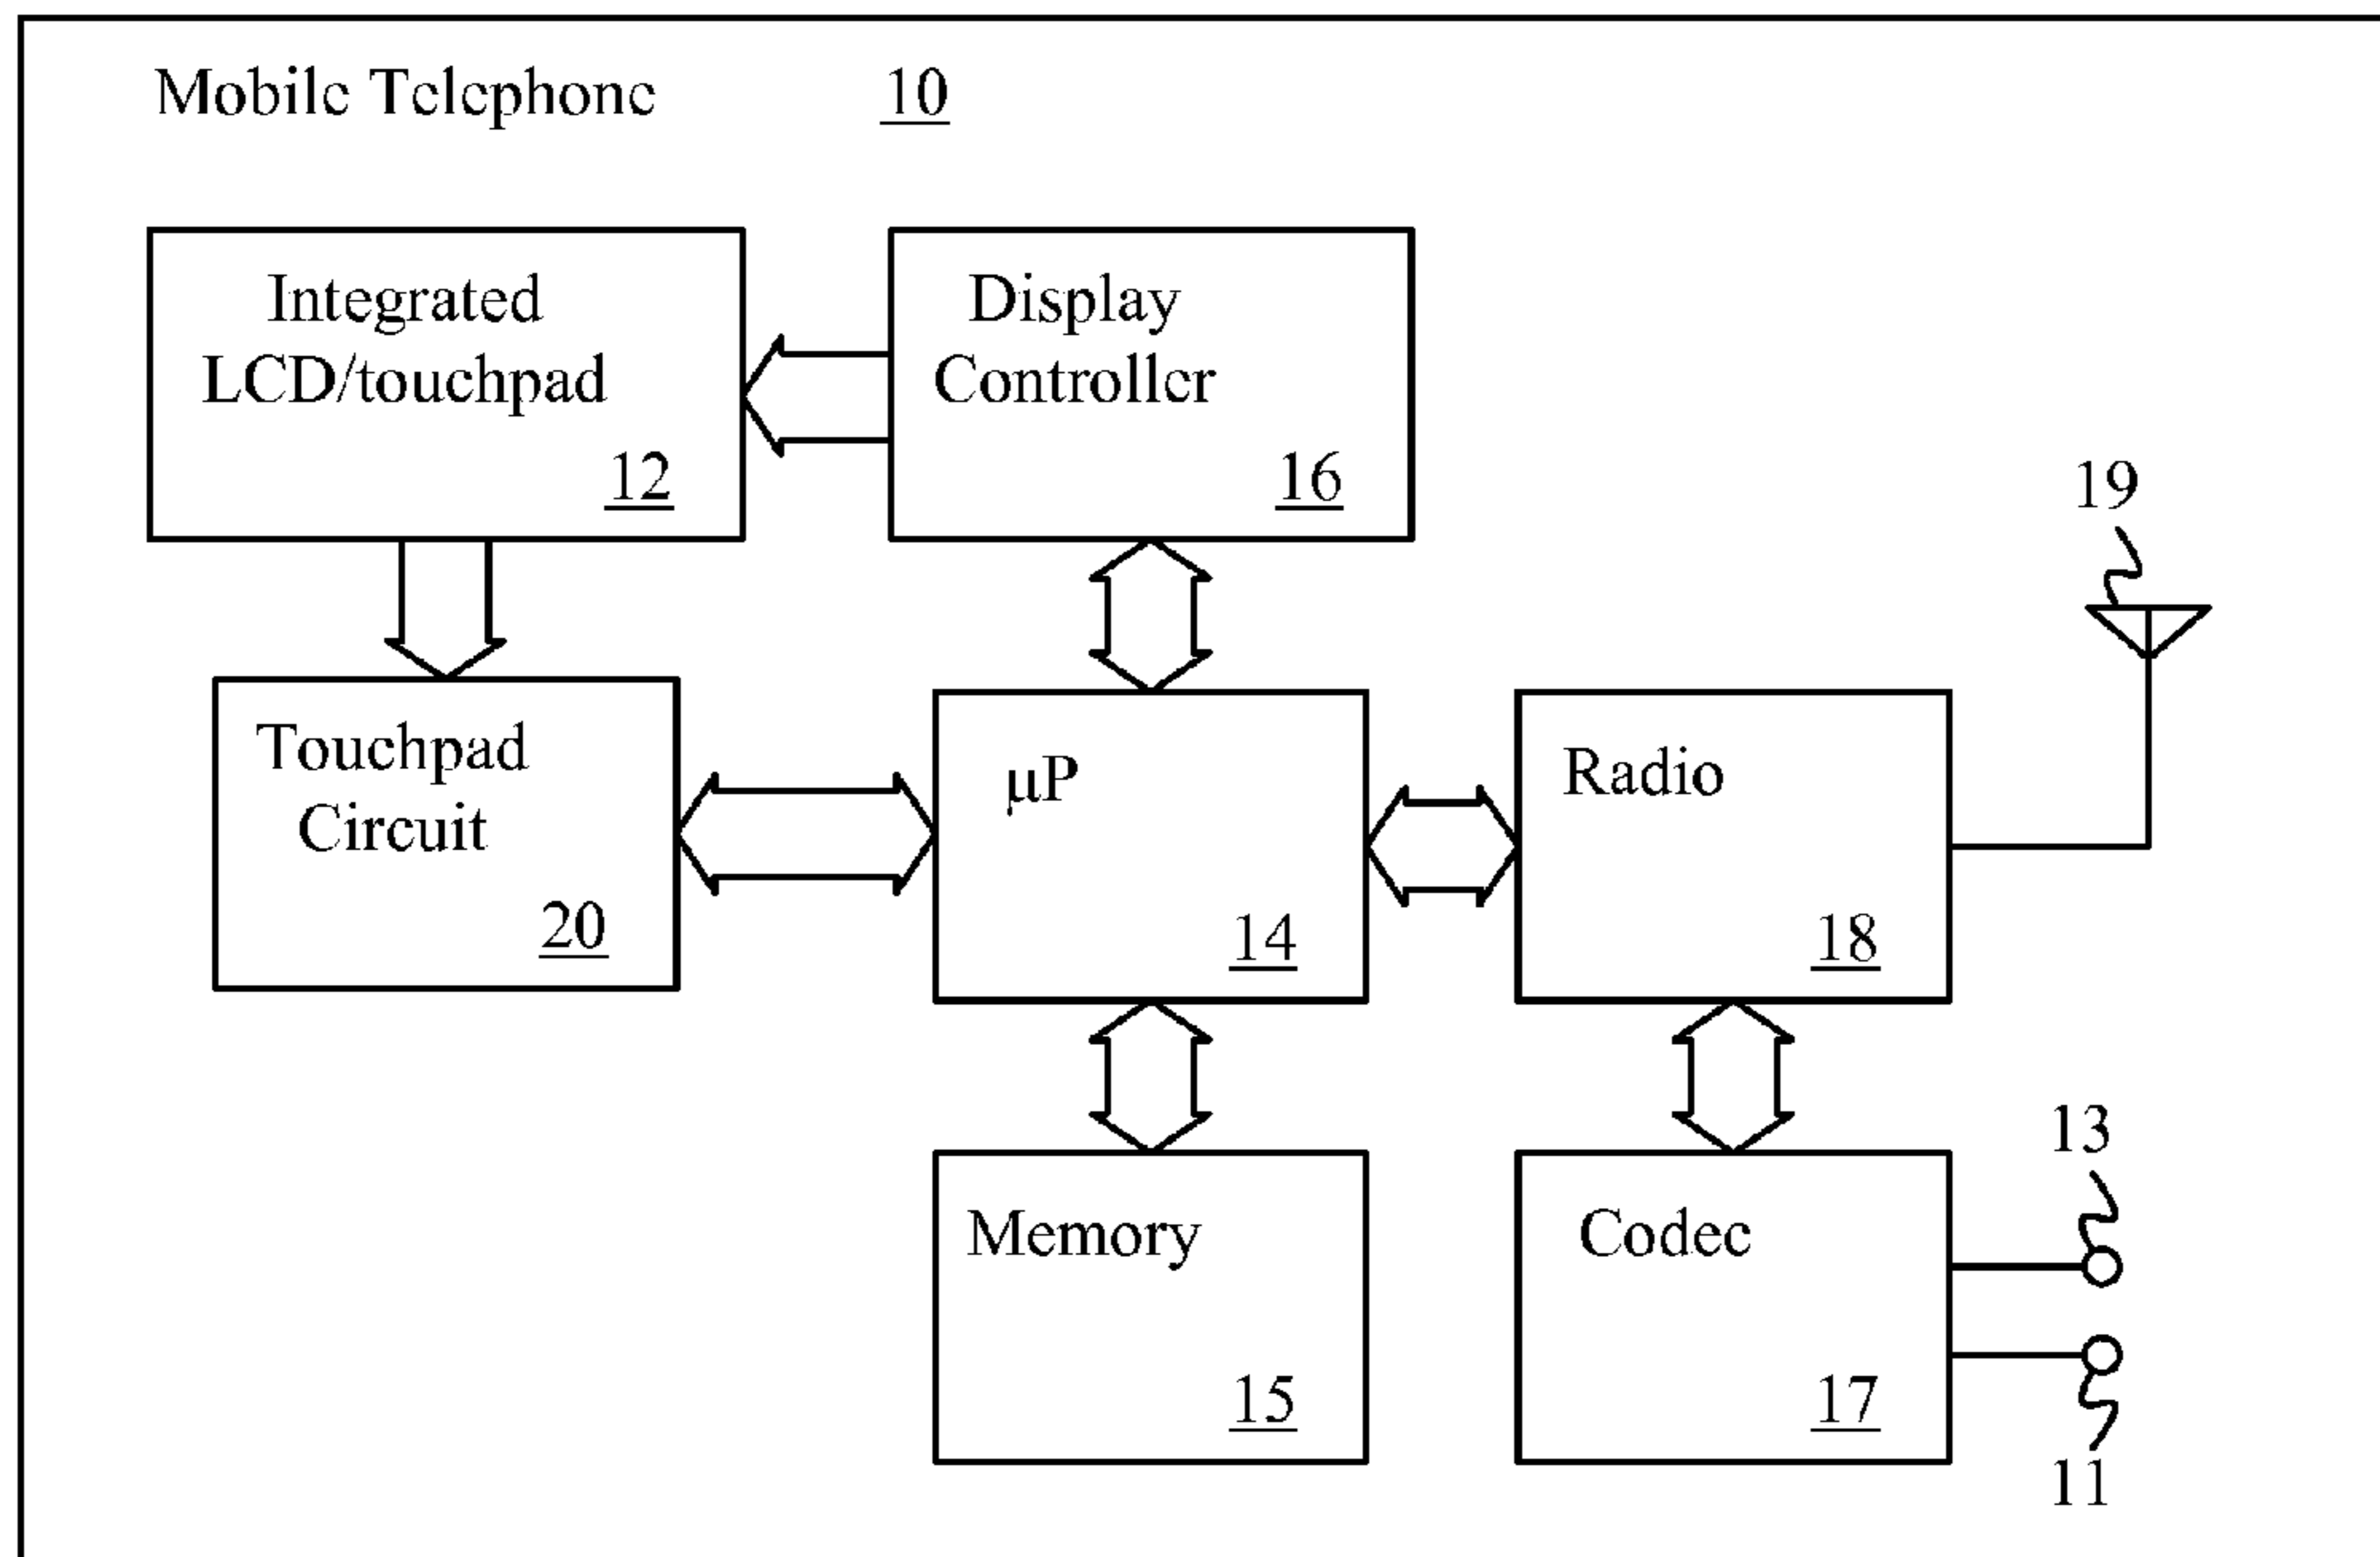 Mobile Telephone 10
Integrated
LCD/touchpad
12
Display
Controller
16
19
Touchpad
Circuit
20
µP
14
Radio
18
Memory
15
Codec
17
13
11